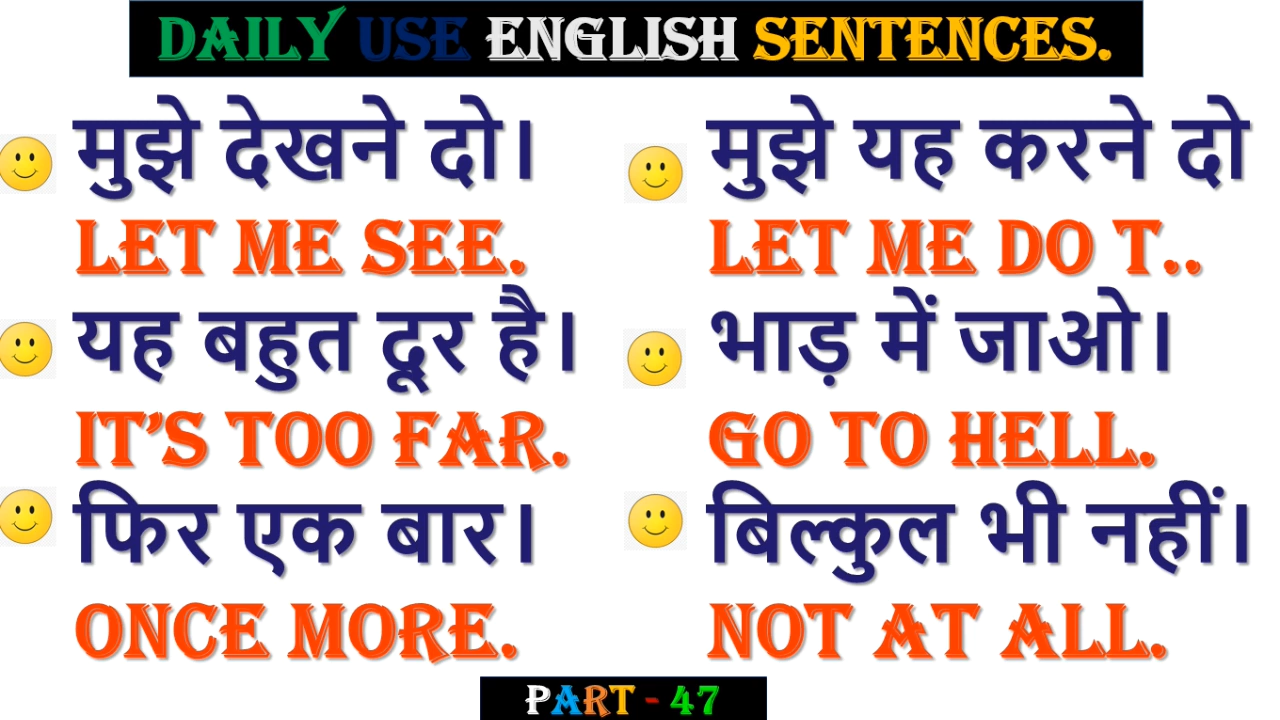 DAILY USE ENGLISH SENTENCES.
मुझे देखने दो।
LET ME SEE.
यह बहुत दूर है।
IT'S TOO FAR.
फिर एक बार।
ONCE MORE.
मुझे यह करने दो
LET ME DO T..
भाड़ में जाओ।
GO TO HELL.
बिल्कुल भी नहीं।
NOT AT ALL.
PART - 47